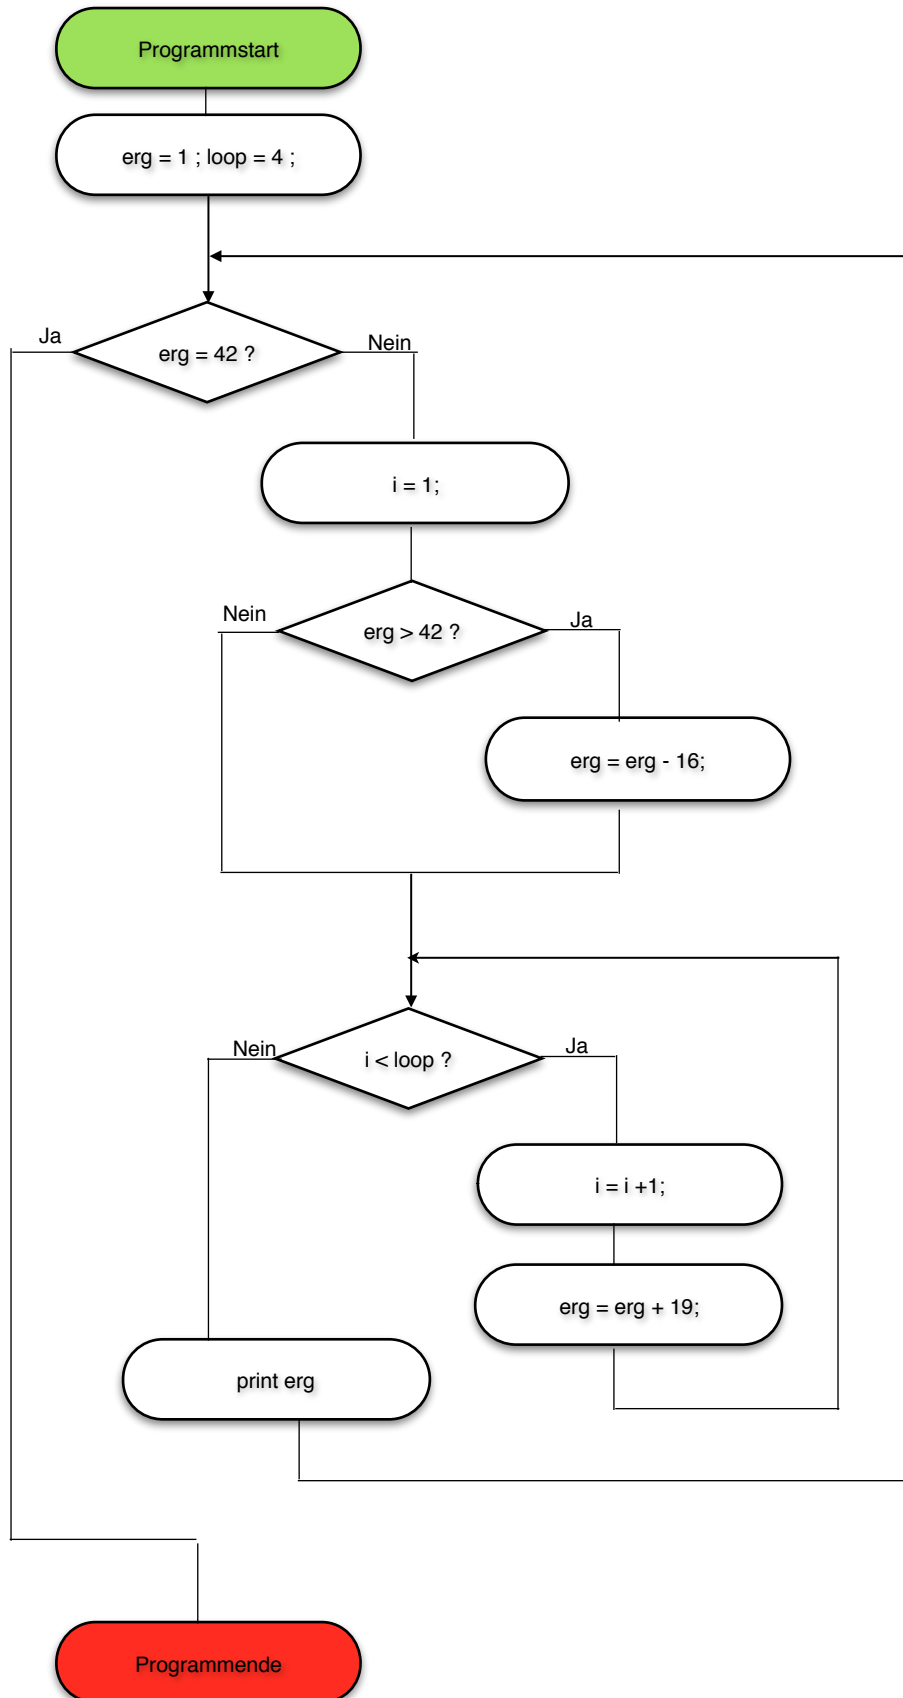 Programmstart
erg = 1 ; loop = 4 ;
Ja
erg = 42 ?
Nein
i = 1;
Nein
erg > 42 ?
Ja
erg = erg - 16;
Nein
i < loop ?
Ja
i = i +1;
erg = erg + 19;
print erg
Programmende